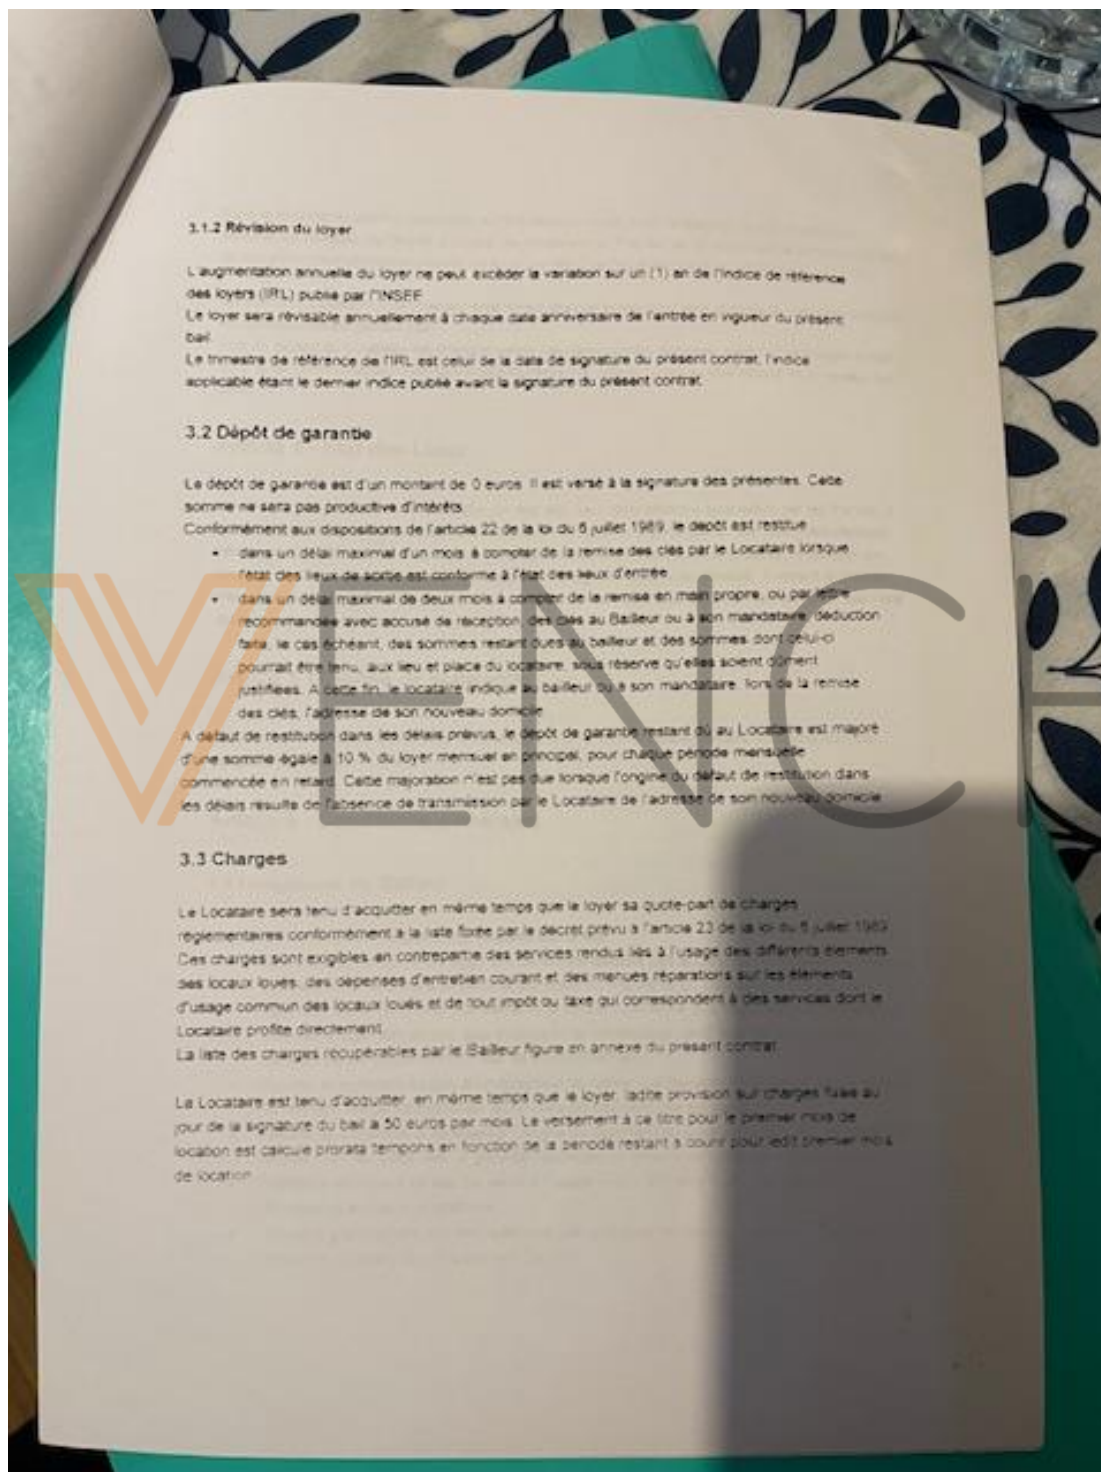 3.1.2 Révision du loyer
L'augmentation annuelle du loyer ne peut excéder la variation sur un (1) an de l'indice de référence
des loyers (IRL) publié par l'INSEE
Le loyer sera révisable annuellement à chaque date anniversaire de l'entrée en vigueur du présent
bail.
Le trimestre de référence de l'IRL est celui de la date de signature du présent contrat, l'indice
applicable étant le dernier indice publié avant la signature du présent contrat.
3.2 Dépôt de garantie
Le dépôt de garantie est d'un montant de 0 euros. Il est versé à la signature des présentes. Cette
somme ne sera pas productive d'intérêts.
Conformément aux dispositions de l'article 22 de la loi du 6 juillet 1989, le dépôt est restitué
• dans un délai maximal d'un mois à compter de la remise des clés par le Locataire lorsque
l'état des lieux de sortie est conforme à l'état des lieux d'entrée
• dans un délai maximal de deux mois à compter de la remise en main propre, ou par lettre
recommandée avec accusé de réception, des clés au Bailleur ou à son mandataire, déduction
faite, le cas échéant, des sommes restant dues au bailleur et des sommes dont celui-ci
pourrait être tenu, aux lieu et place du locataire, sous réserve qu'elles soient dûment
justifiées. A cette fin, le locataire indique au bailleur ou à son mandataire, lors de la remise
des clés, l'adresse de son nouveau domicile
A défaut de restitution dans les délais prévus, le dépôt de garantie restant dû au Locataire est majoré
d'une somme égale à 10 % du loyer mensuel en principal, pour chaque période mensuelle
commencée en retard. Cette majoration n'est pas due lorsque l'origine du défaut de restitution dans
les délais résulte de l'absence de transmission par le Locataire de l'adresse de son nouveau domicile
3.3 Charges
Le Locataire sera tenu d'acquitter en même temps que le loyer sa quote-part de charges
réglementaires conformément à la liste fixée par le décret prévu à l'article 23 de la loi du 6 juillet 1989
Ces charges sont exigibles en contrepartie des services rendus liés à l'usage des différents éléments
des locaux loués, des dépenses d'entretien courant et des menues réparations sur les éléments
d'usage commun des locaux loués et de tout impôt ou taxe qui correspondent à des services dont le
Locataire profite directement.
La liste des charges récupérables par le Bailleur figure en annexe du présent contrat.
Le Locataire est tenu d'acquitter, en même temps que le loyer, ladite provision sur charges fixée au
jour de la signature du bail à 50 euros par mois. Le versement à ce titre pour le premier mois de
location est calculé prorata temporis en fonction de la période restant à courir pour ledit premier mois
de location
VENCH